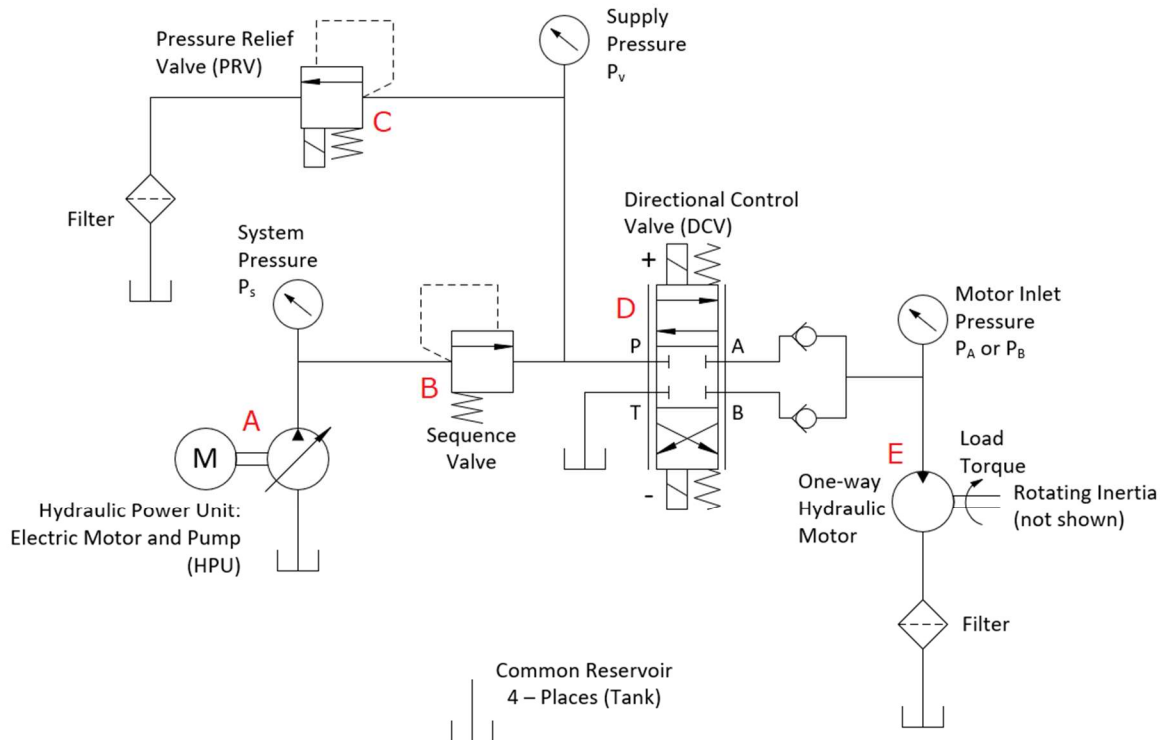 Pressure Relief
Valve (PRV)
C
Supply
Pressure
Pv
Filter
System
Pressure
Ps
Directional Control
Valve (DCV)
+
D
P
A
T
B
-
Motor Inlet
Pressure
PA or PB
B
Sequence
Valve
A
M
Hydraulic Power Unit:
Electric Motor and Pump
(HPU)
E
One-way
Hydraulic
Motor
Load
Torque
Rotating Inertia
(not shown)
Filter
Common Reservoir
4 – Places (Tank)